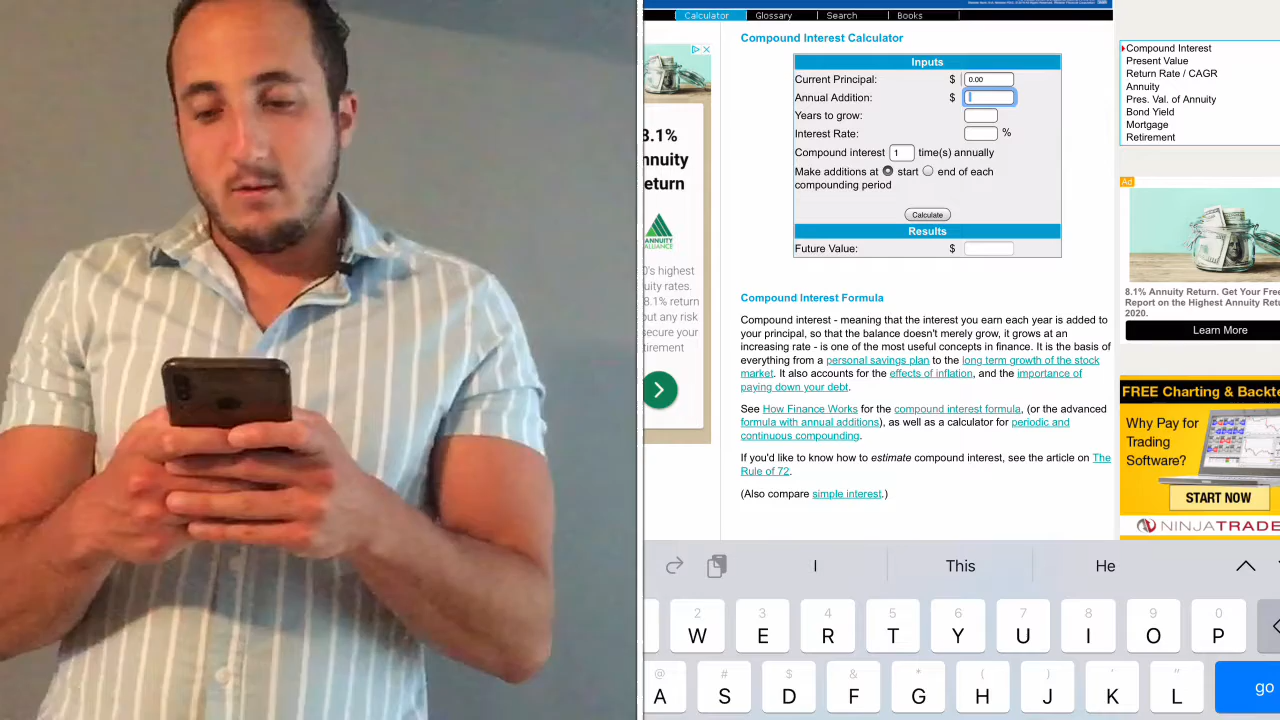 Calculator Glossary Search Books
Compound Interest Calculator
Inputs
Current Principal: $ 0.00
Annual Addition: $
Years to grow:
Interest Rate: %
Compound interest 1 time(s) annually
Make additions at start end of each
compounding period
Calculate
Results
Future Value: $
Compound Interest Formula
Compound interest - meaning that the interest you earn each year is added to
your principal, so that the balance doesn't merely grow, it grows at an
increasing rate - is one of the most useful concepts in finance. It is the basis of
everything from a personal savings plan to the long term growth of the stock
market. It also accounts for the effects of inflation, and the importance of
paying down your debt.
See How Finance Works for the compound interest formula, (or the advanced
formula with annual additions), as well as a calculator for periodic and
continuous compounding.
If you'd like to know how to estimate compound interest, see the article on The
Rule of 72.
(Also compare simple interest.)
Compound Interest
Present Value
Return Rate / CAGR
Annuity
Pres. Val. of Annuity
Bond Yield
Mortgage
Retirement
8.1%
nnuity
eturn
ANNUITY
ALLIANCE
0's highest
uity rates.
8.1% return
out any risk
secure your
tirement
Ad
8.1% Annuity Return. Get Your Free
Report on the Highest Annuity Retu
2020.
Learn More
FREE Charting & Backte
Why Pay for
Trading
Software?
START NOW
NINJATRADE
I This He
2 3 4 5 6 7 8 9 0
W E R T Y U I O P
@ # $ & * ( ) ' "
A S D F G H J K L
go